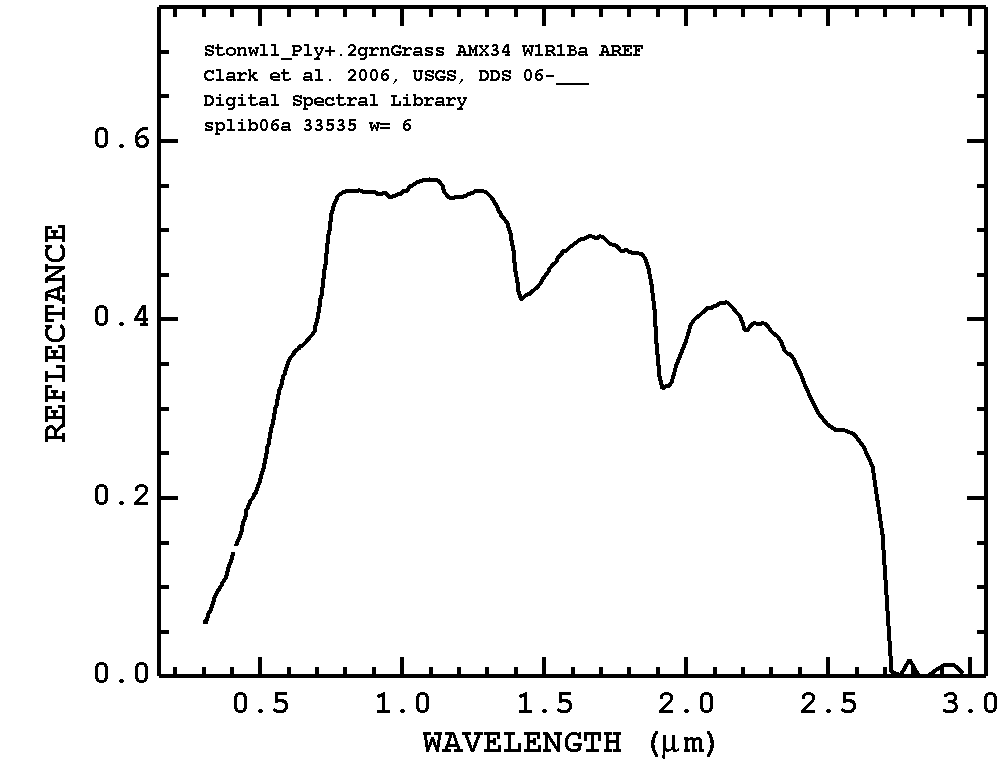 Stonwll_Ply+.2grnGrass AMX34 W1R1Ba AREF
Clark et al. 2006, USGS, DDS 06-___
Digital Spectral Library
splib06a 33535 w= 6
0.6
0.4
0.2
0.0
REFLECTANCE
0.5 1.0 1.5 2.0 2.5 3.0
WAVELENGTH (μm)